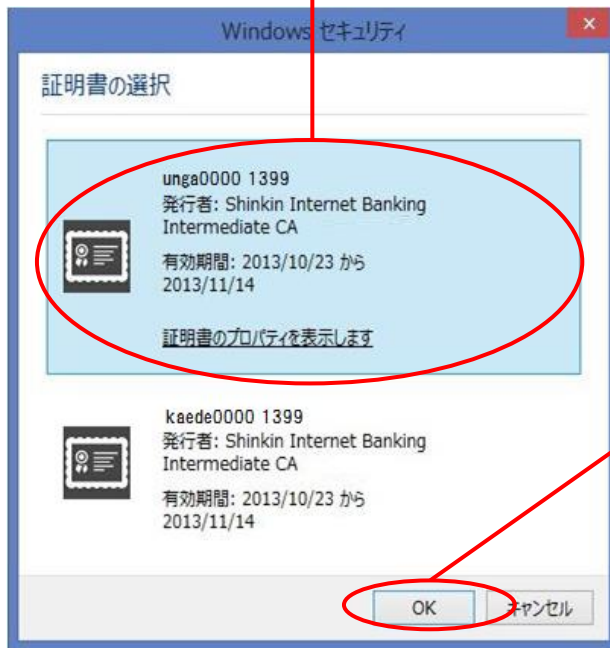 Windows セキュリティ
証明書の選択
unga0000 1399
発行者: Shinkin Internet Banking
Intermediate CA
有効期間: 2013/10/23 から
2013/11/14
証明書のプロパティを表示します
kaede0000 1399
発行者: Shinkin Internet Banking
Intermediate CA
有効期間: 2013/10/23 から
2013/11/14
OK
キャンセル